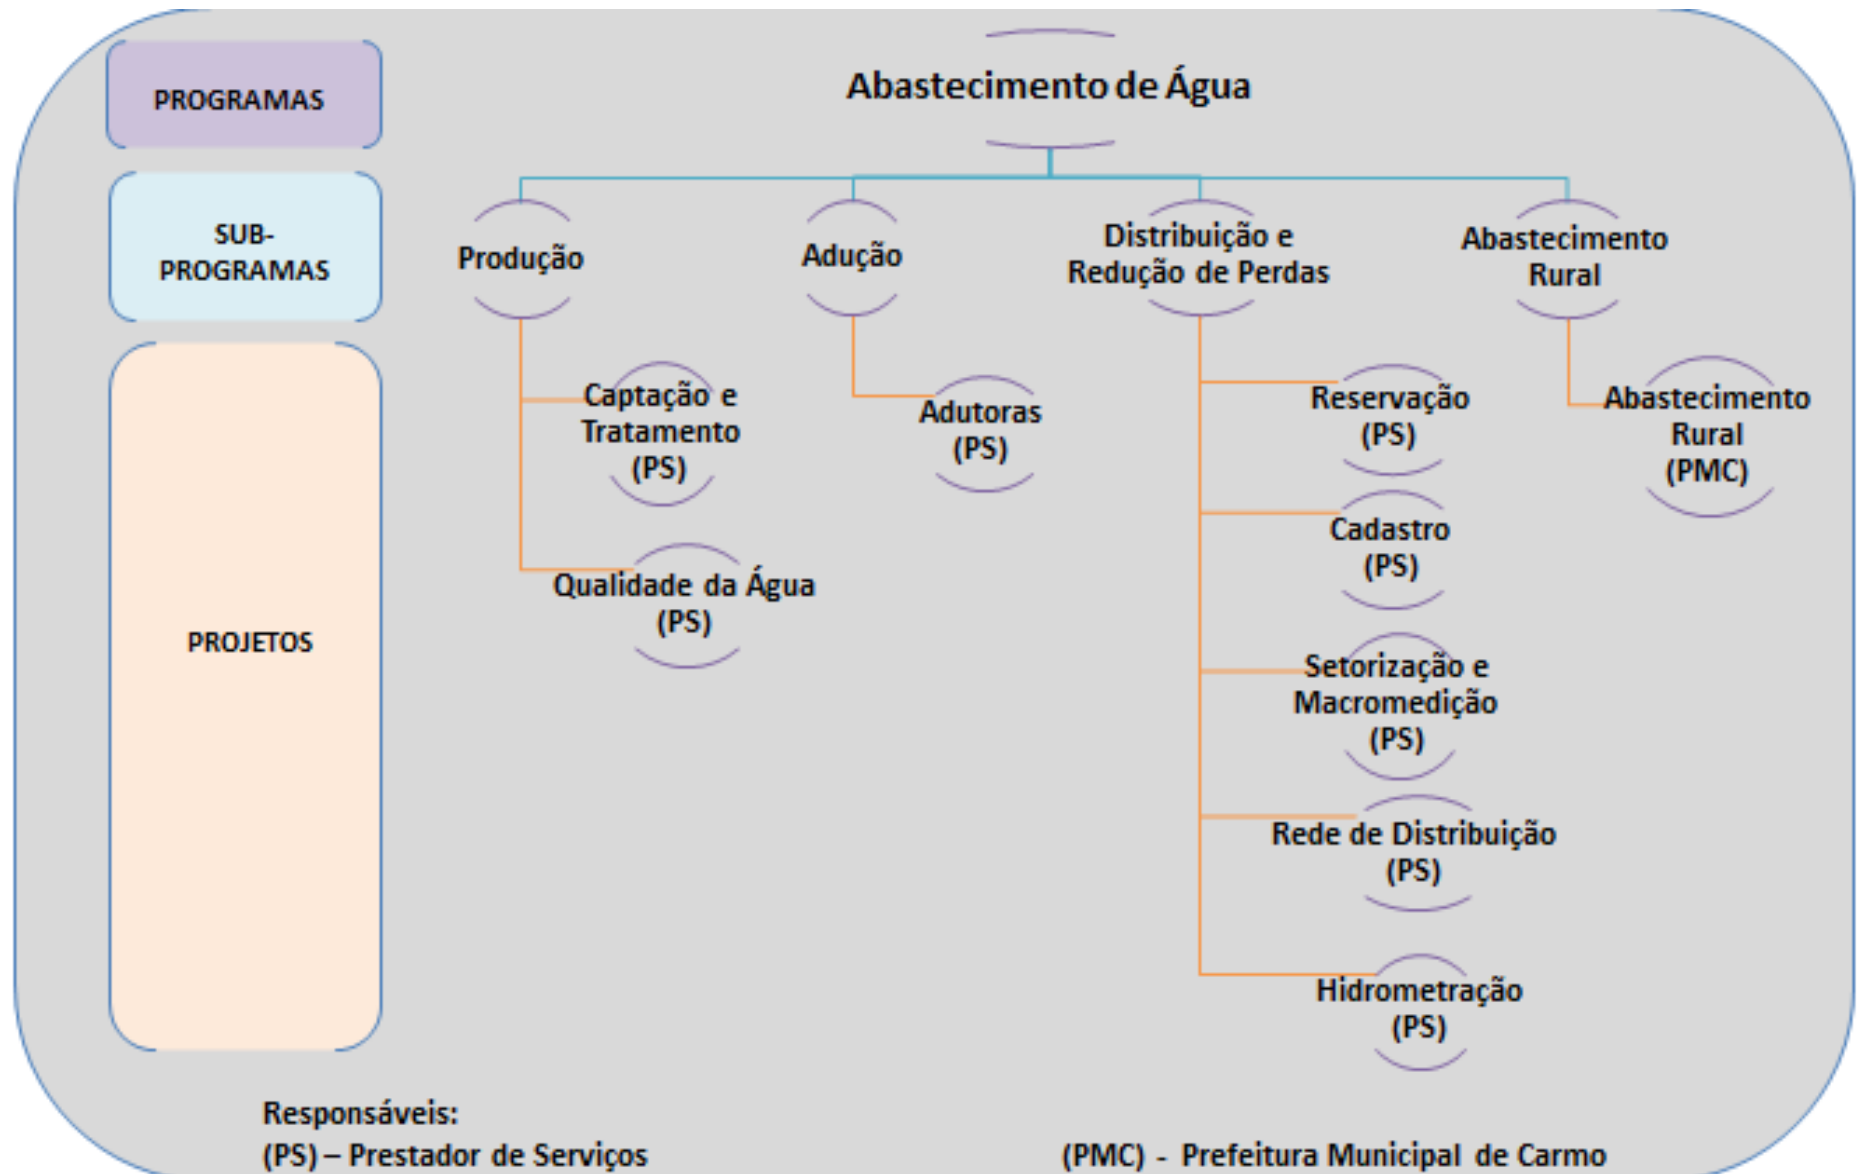 PROGRAMAS
Abastecimento de Água
SUB-
PROGRAMAS
Produção
Adução
Distribuição e
Redução de Perdas
Abastecimento
Rural
PROJETOS
Captação e
Tratamento
(PS)
Qualidade da Água
(PS)
Adutoras
(PS)
Reservação
(PS)
Cadastro
(PS)
Setorização e
Macromedição
(PS)
Rede de Distribuição
(PS)
Hidrometração
(PS)
Abastecimento
Rural
(PMC)
Responsáveis:
(PS) – Prestador de Serviços
(PMC) - Prefeitura Municipal de Carmo